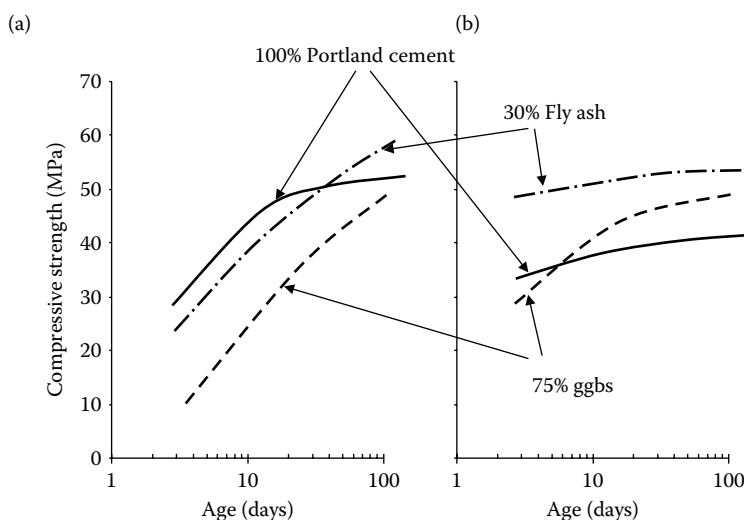 (a)
(b)
100% Portland cement
30% Fly ash
75% ggbs
Compressive strength (MPa)
70
60
50
40
30
20
10
0
1
10
100
Age (days)
1
10
100
Age (days)